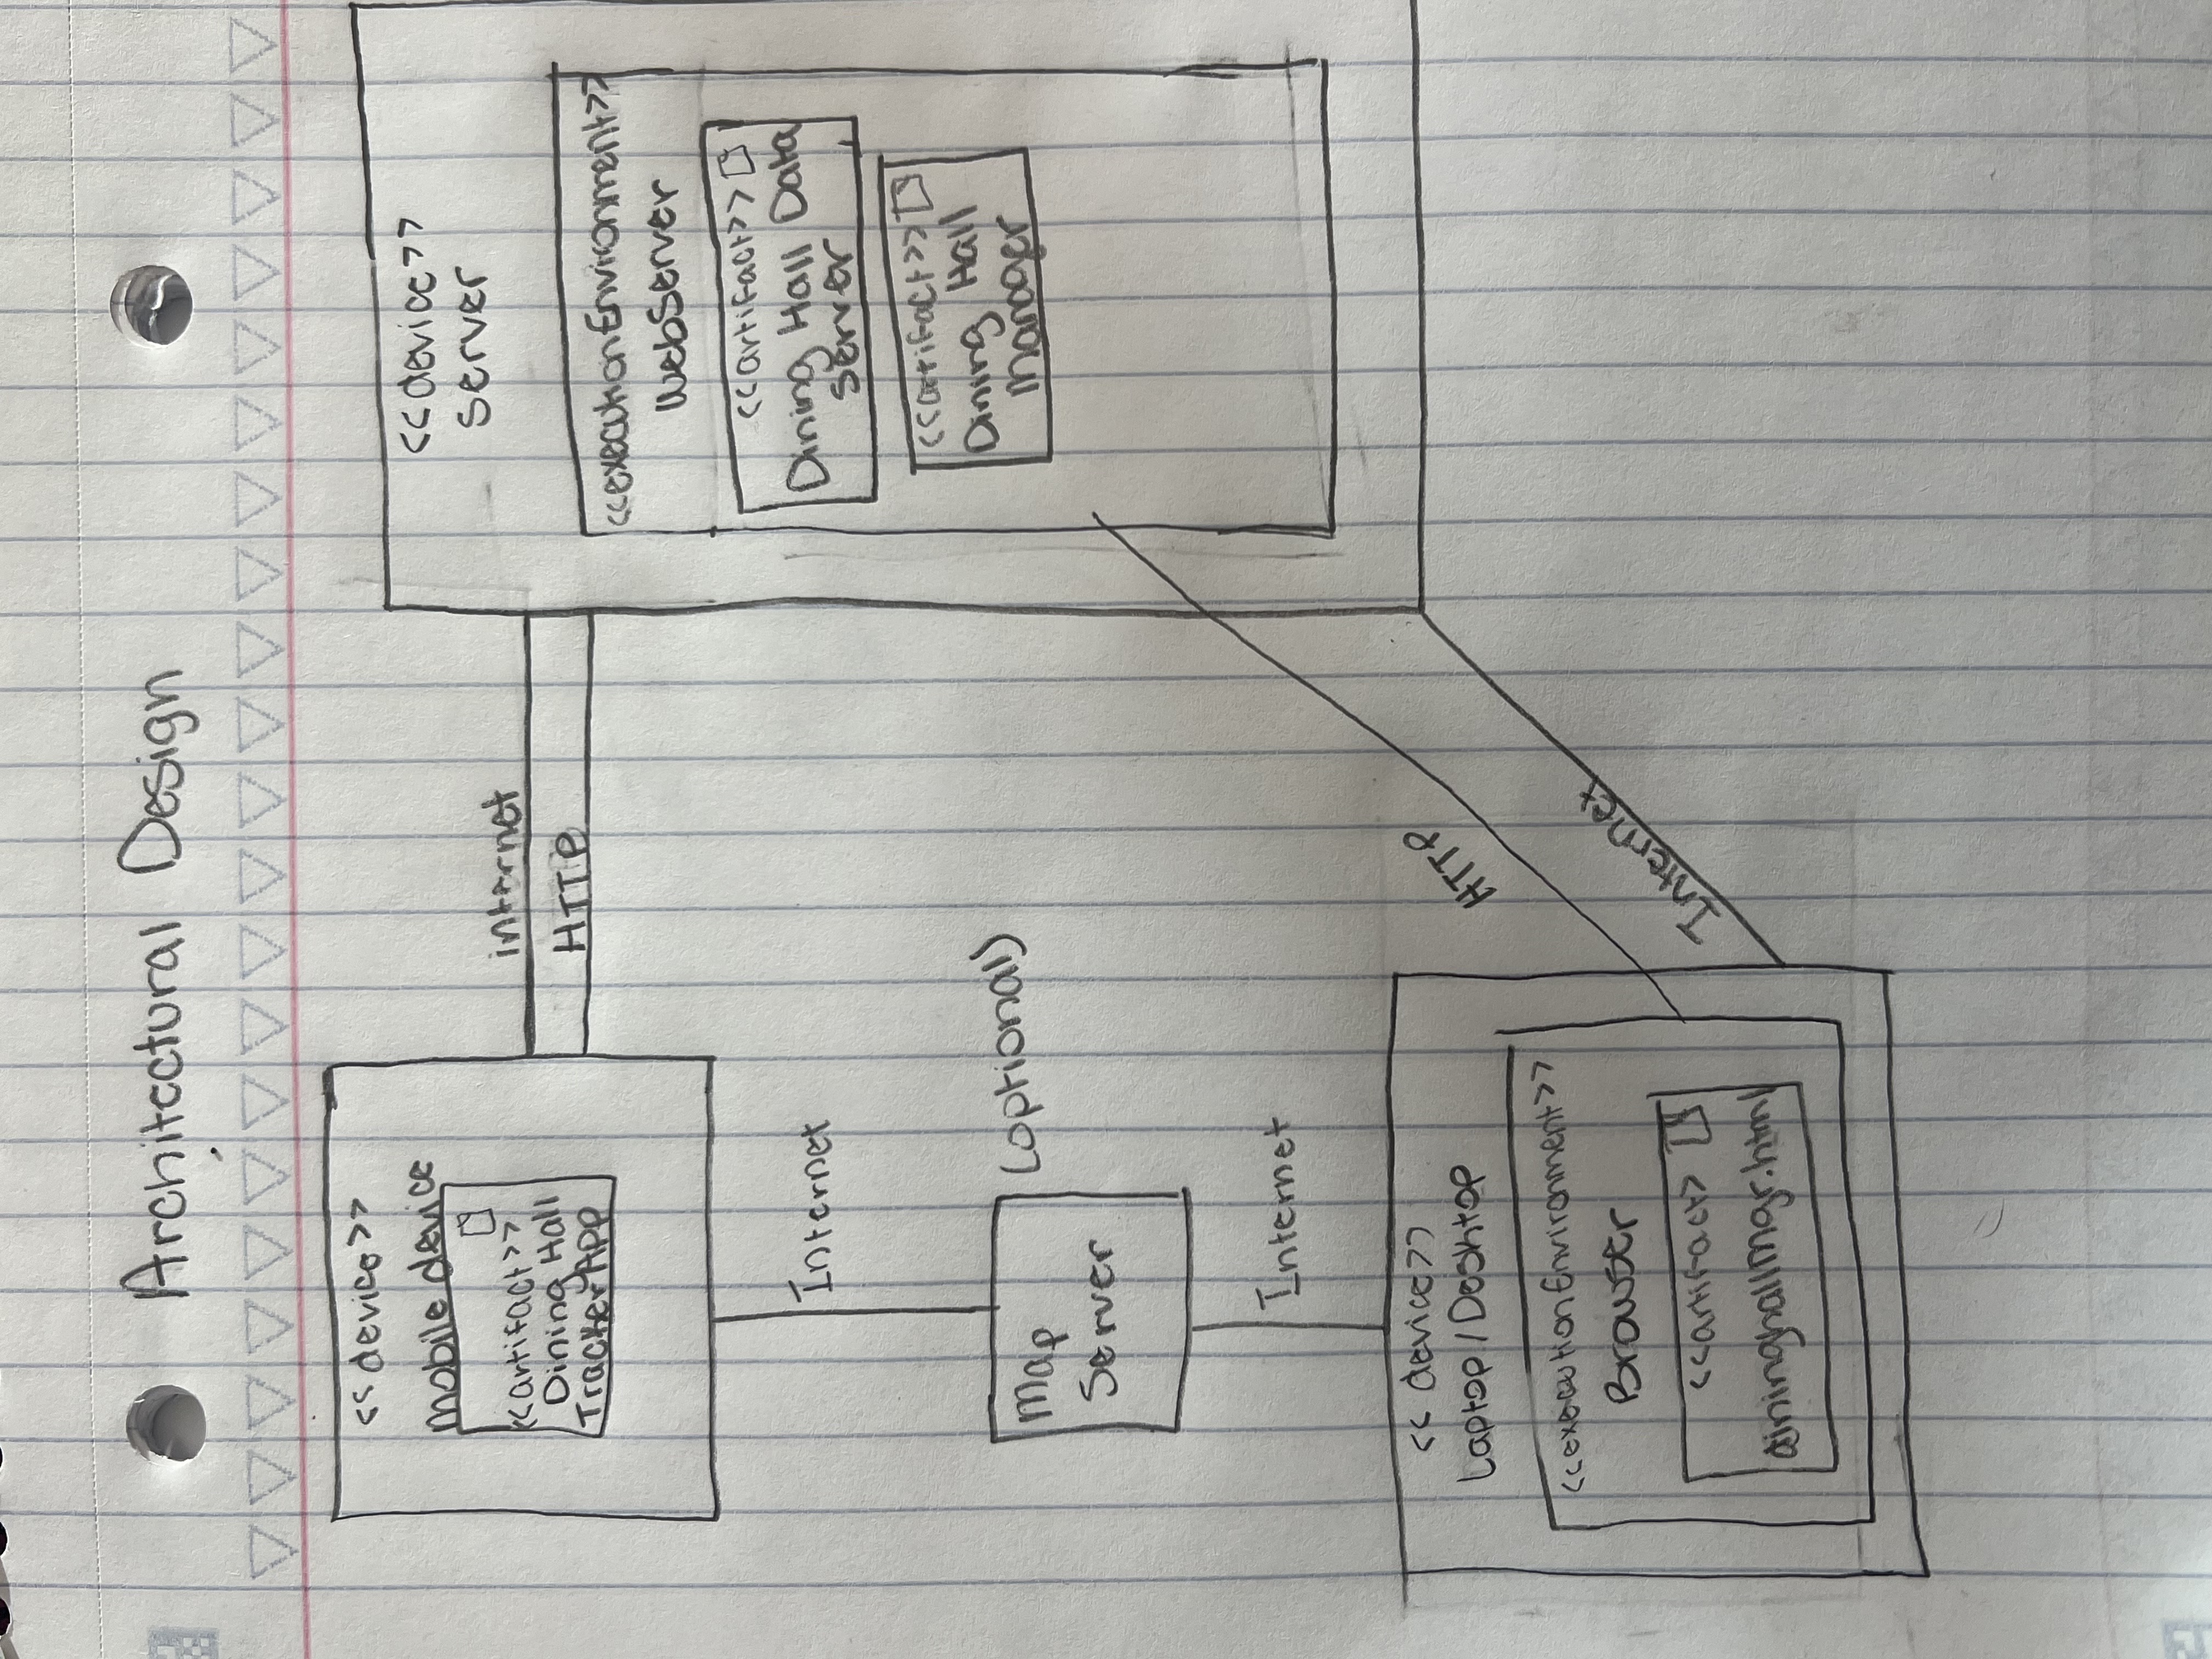 Architectural Design
<<device>>
mobile device
<<artifact>>
Dining Hall
Tracker App
internet
HTTP
<<device>>
Server
<<executionEnvironment>>
WebServer
<<artifact>>
Dining Hall Data
Server
<<artifact>>
Dining Hall
Manager
Internet
Map
Server
(optional)
Internet
<< device>>
Laptop/Desktop
<<executionEnvironment>>
Browser
<<artifact>
dininghallMgr.html
HTTP
Internet